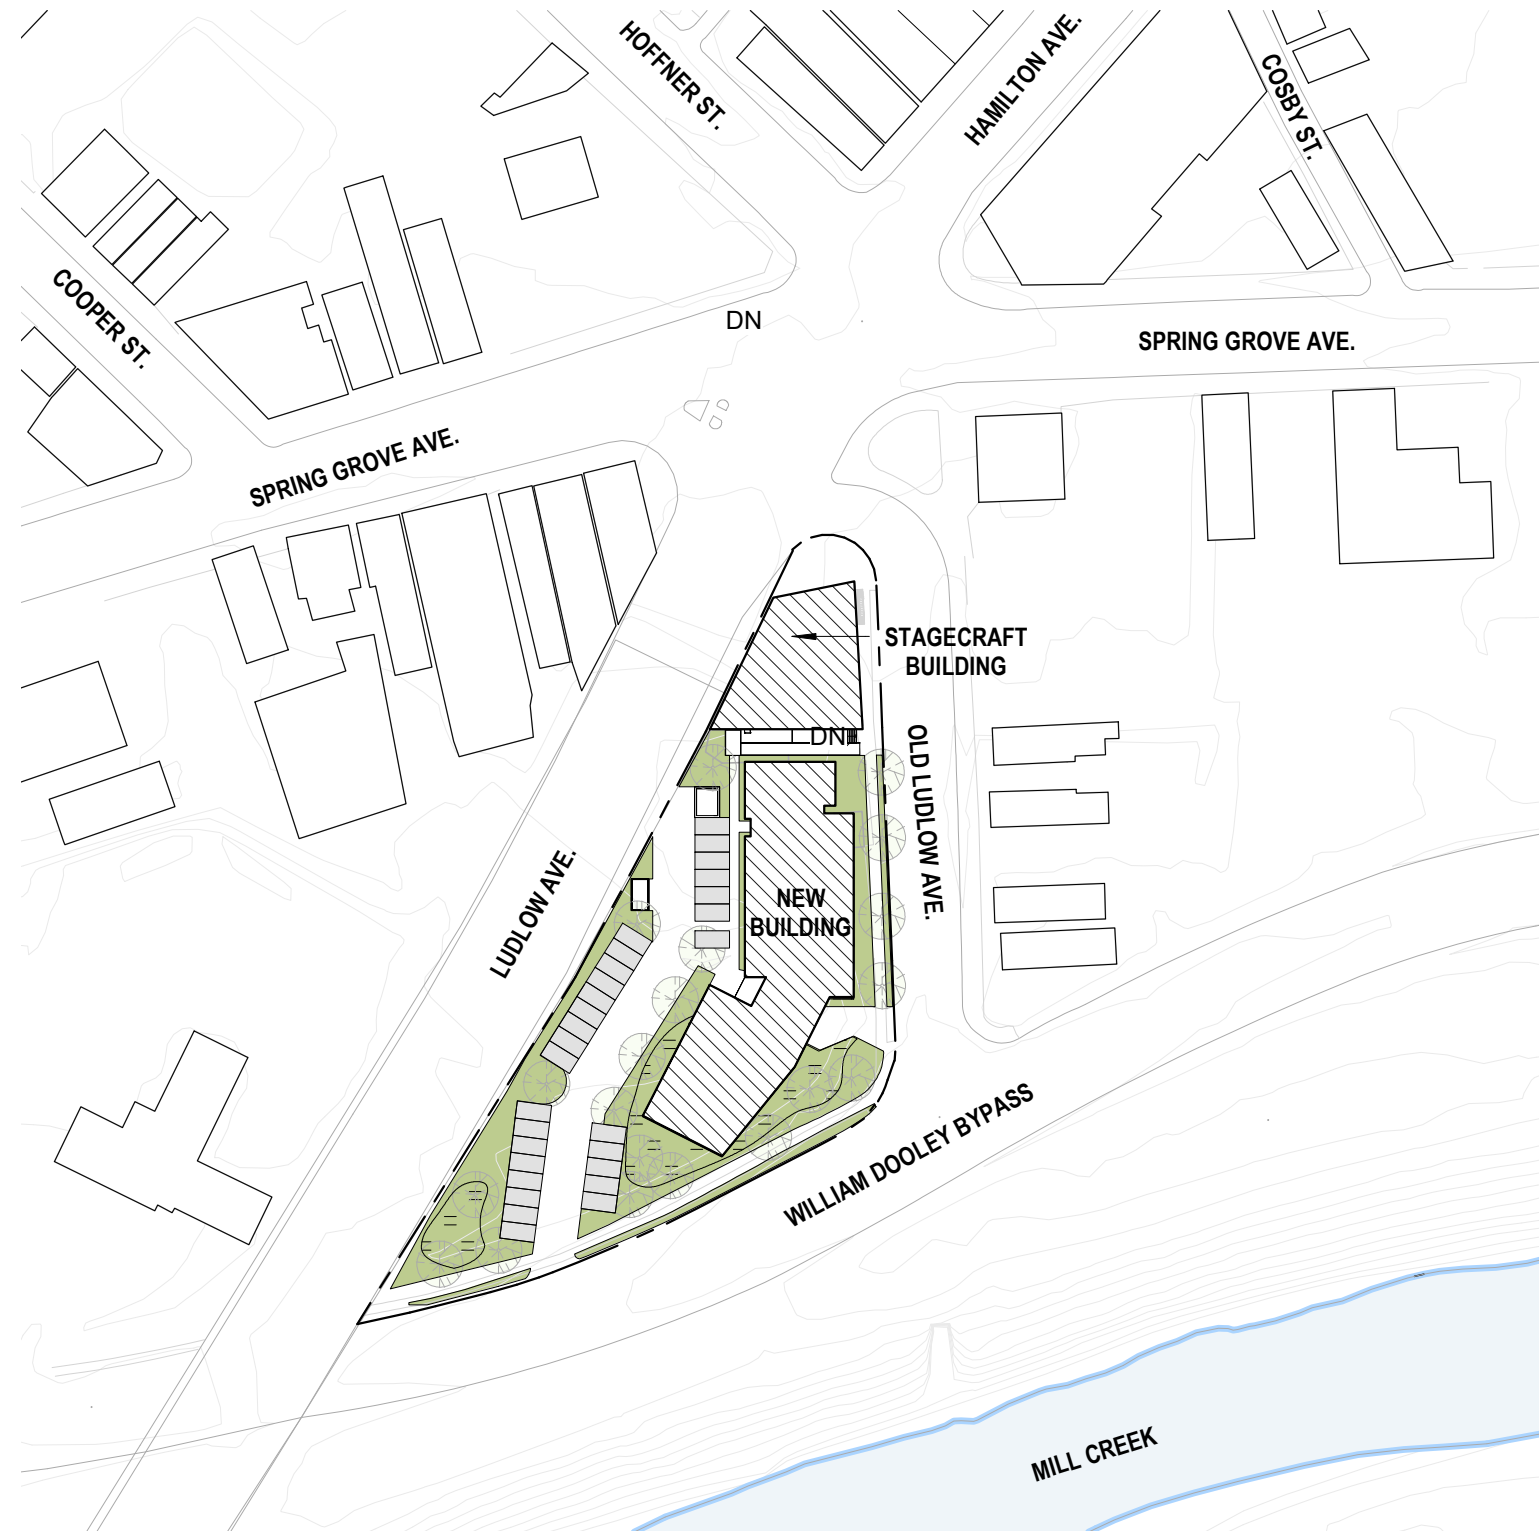 HOFFNER ST.
HAMILTON AVE.
COSBY ST.
COOPER ST.
DN
SPRING GROVE AVE.
SPRING GROVE AVE.
STAGECRAFT
BUILDING
DN
OLD LUDLOW AVE.
LUDLOW AVE.
NEW
BUILDING
WILLIAM DOOLEY BYPASS
MILL CREEK